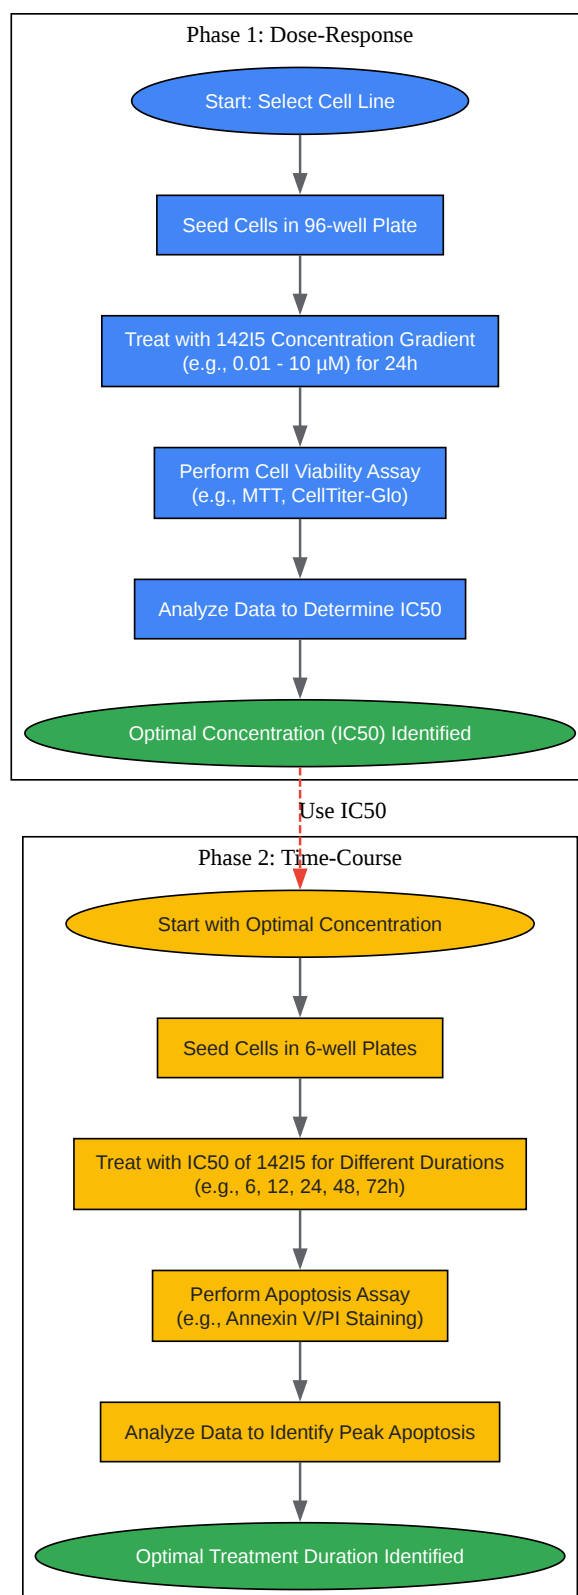 Phase 1: Dose-Response
Start: Select Cell Line
Seed Cells in 96-well Plate
Treat with 142I5 Concentration Gradient
(e.g., 0.01 - 10 µM) for 24h
Perform Cell Viability Assay
(e.g., MTT, CellTiter-Glo)
Analyze Data to Determine IC50
Optimal Concentration (IC50) Identified
Use IC50
Phase 2: Time-Course
Start with Optimal Concentration
Seed Cells in 6-well Plates
Treat with IC50 of 142I5 for Different Durations
(e.g., 6, 12, 24, 48, 72h)
Perform Apoptosis Assay
(e.g., Annexin V/PI Staining)
Analyze Data to Identify Peak Apoptosis
Optimal Treatment Duration Identified